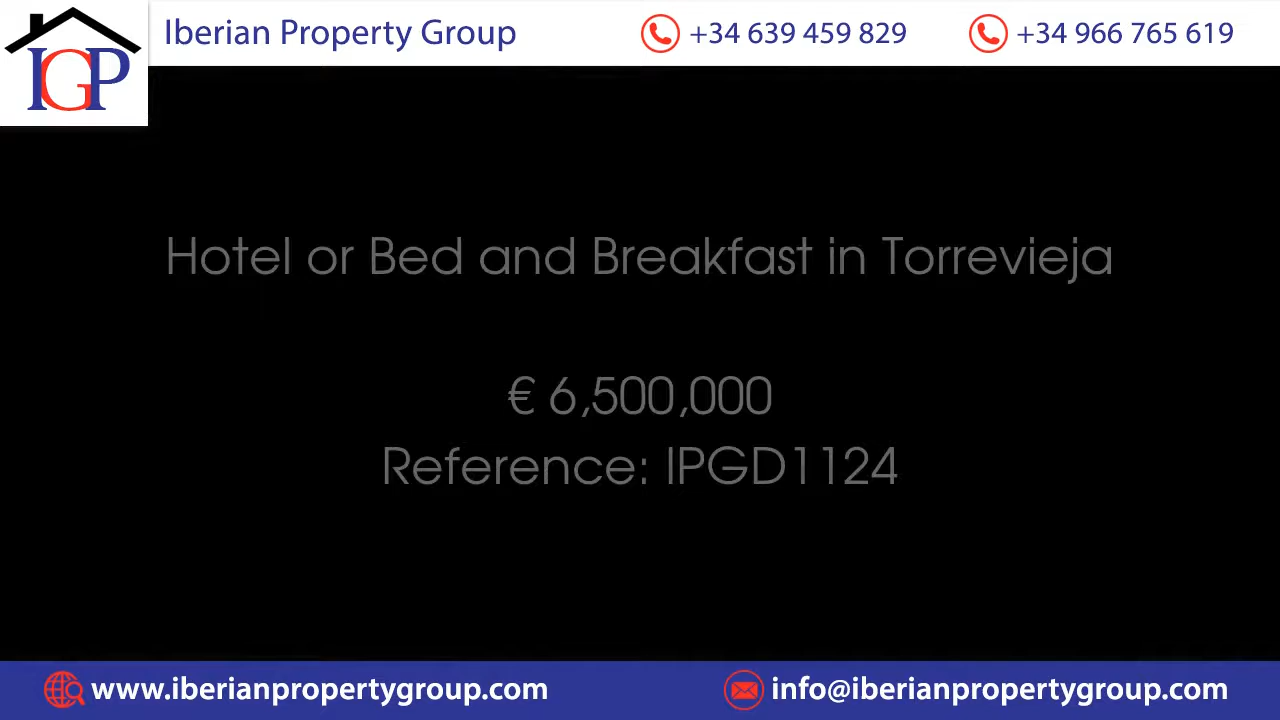 Iberian Property Group
+34 639 459 829
+34 966 765 619
IGP
Hotel or Bed and Breakfast in Torrevieja
€ 6,500,000
Reference: IPGD1124
www.iberianpropertygroup.com
info@iberianpropertygroup.com